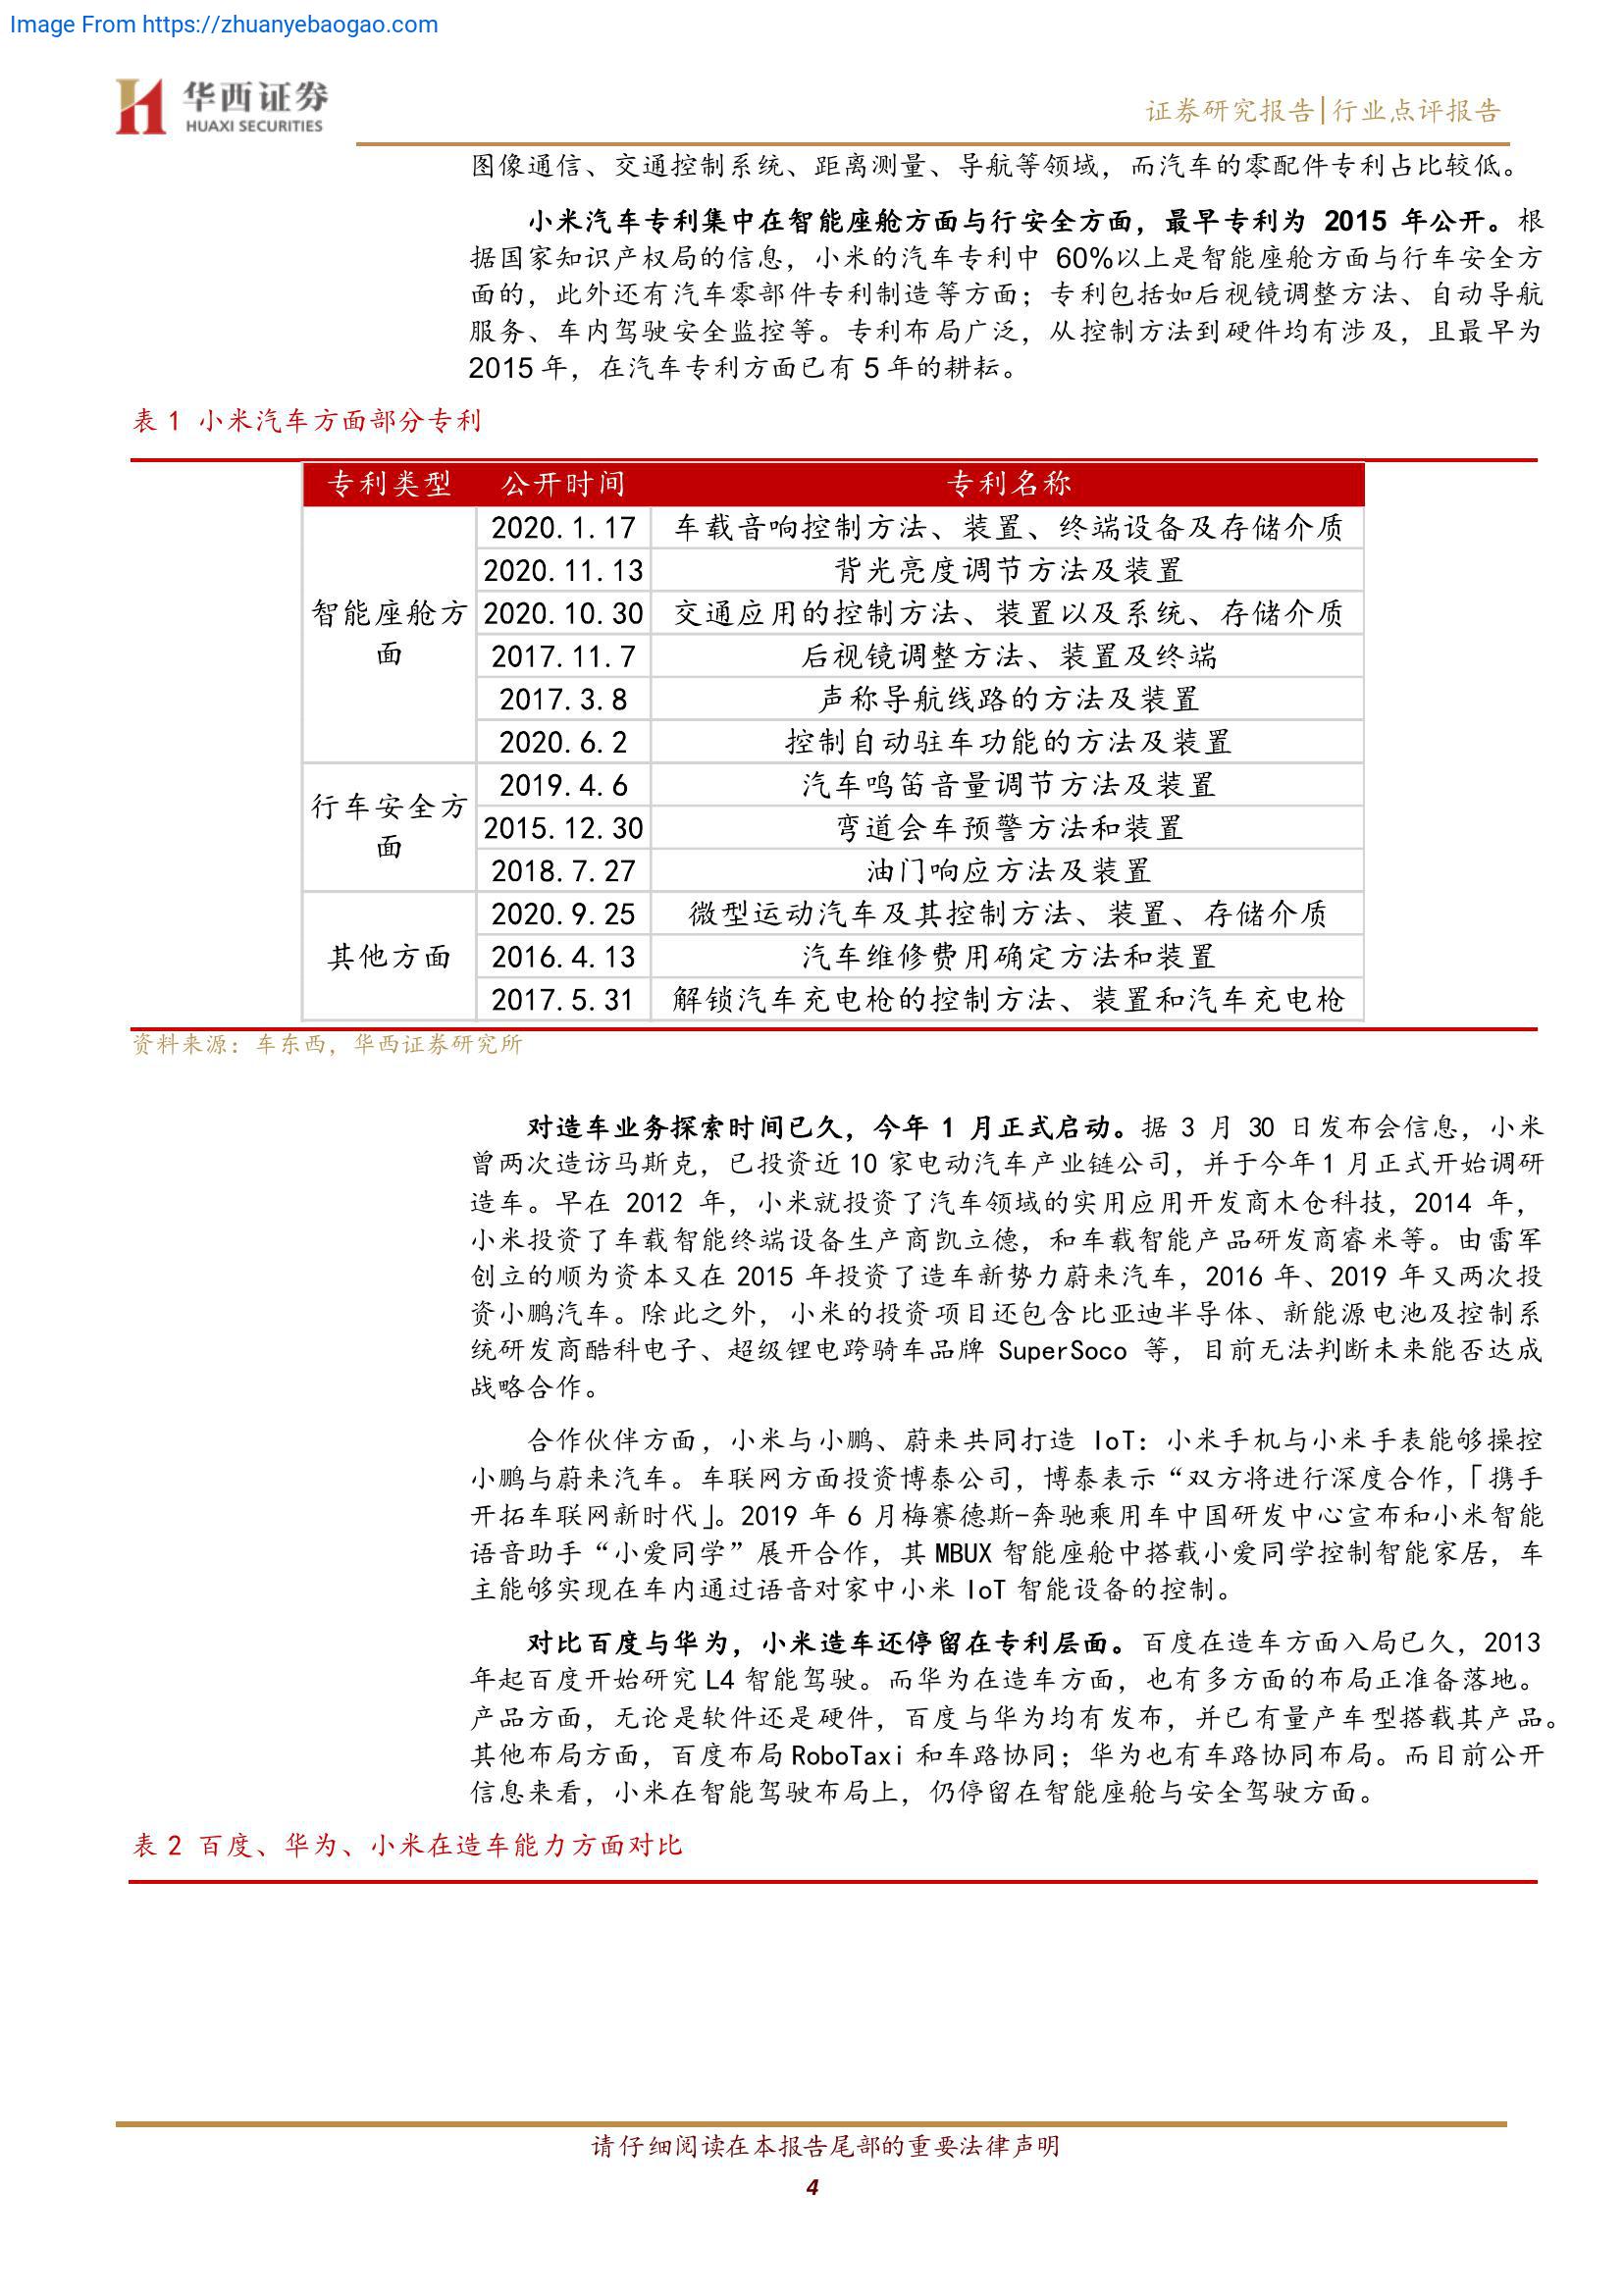 Image From https://zhuanyebaogao.com
华西证券
HUAXI SECURITIES
证券研究报告|行业点评报告
图像通信、交通控制系统、距离测量、导航等领域，而汽车的零配件专利占比较低。
小米汽车专利集中在智能座舱方面与行安全方面，最早专利为 2015 年公开。根
据国家知识产权局的信息，小米的汽车专利中 60%以上是智能座舱方面与行车安全方
面的，此外还有汽车零部件专利制造等方面；专利包括如后视镜调整方法、自动导航
服务、车内驾驶安全监控等。专利布局广泛，从控制方法到硬件均有涉及，且最早为
2015 年，在汽车专利方面已有 5 年的耕耘。
表 1 小米汽车方面部分专利
专利类型 公开时间 专利名称
智能座舱方面
2020.1.17 车载音响控制方法、装置、终端设备及存储介质
2020.11.13 背光亮度调节方法及装置
2020.10.30 交通应用的控制方法、装置以及系统、存储介质
2017.11.7 后视镜调整方法、装置及终端
2017.3.8 声称导航线路的方法及装置
2020.6.2 控制自动驻车功能的方法及装置
行车安全方面
2019.4.6 汽车鸣笛音量调节方法及装置
2015.12.30 弯道会车预警方法和装置
2018.7.27 油门响应方法及装置
其他方面
2020.9.25 微型运动汽车及其控制方法、装置、存储介质
2016.4.13 汽车维修费用确定方法和装置
2017.5.31 解锁汽车充电枪的控制方法、装置和汽车充电枪
资料来源：车东西，华西证券研究所
对造车业务探索时间已久，今年 1 月正式启动。据 3 月 30 日发布会信息，小米
曾两次造访马斯克，已投资近 10 家电动汽车产业链公司，并于今年 1 月正式开始调研
造车。早在 2012 年，小米就投资了汽车领域的实用应用开发商木仓科技，2014 年，
小米投资了车载智能终端设备生产商凯立德，和车载智能产品研发商睿米等。由雷军
创立的顺为资本又在 2015 年投资了造车新势力蔚来汽车，2016 年、2019 年又两次投
资小鹏汽车。除此之外，小米的投资项目还包含比亚迪半导体、新能源电池及控制系
统研发商酷科电子、超级锂电跨骑车品牌 SuperSoco 等，目前无法判断未来能否达成
战略合作。
合作伙伴方面，小米与小鹏、蔚来共同打造 IoT：小米手机与小米手表能够操控
小鹏与蔚来汽车。车联网方面投资博泰公司，博泰表示“双方将进行深度合作，「携手
开拓车联网新时代」。2019 年 6 月梅赛德斯-奔驰乘用车中国研发中心宣布和小米智能
语音助手“小爱同学”展开合作，其 MBUX 智能座舱中搭载小爱同学控制智能家居，车
主能够实现在车内通过语音对家中小米 IoT 智能设备的控制。
对比百度与华为，小米造车还停留在专利层面。百度在造车方面入局已久，2013
年起百度开始研究 L4 智能驾驶。而华为在造车方面，也有多方面的布局正准备落地。
产品方面，无论是软件还是硬件，百度与华为均有发布，并已有量产车型搭载其产品。
其他布局方面，百度布局 RoboTaxi 和车路协同；华为也有车路协同布局。而目前公开
信息来看，小米在智能驾驶布局上，仍停留在智能座舱与安全驾驶方面。
表 2 百度、华为、小米在造车能力方面对比
请仔细阅读在本报告尾部的重要法律声明
4